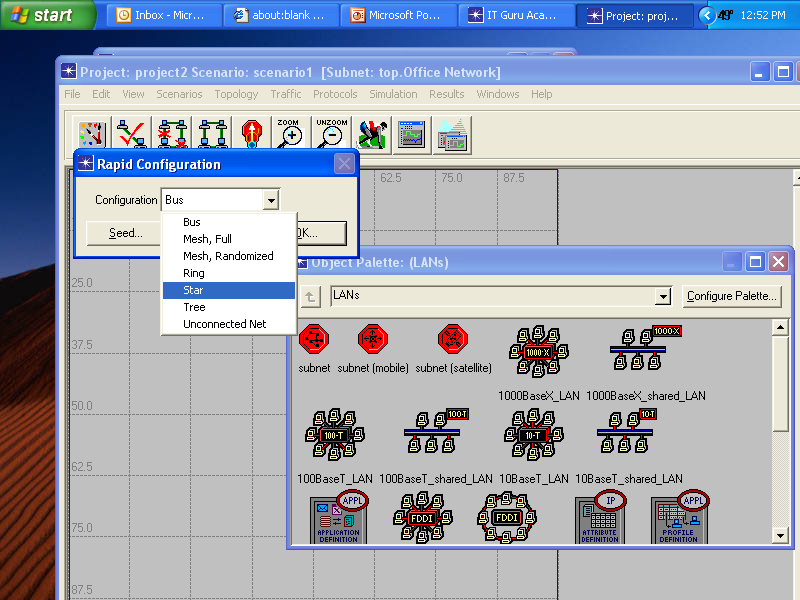 start
Inbox - Micr...
about:blank ...
Microsoft Po...
IT Guru Aca...
Project: proj...
49°
12:52 PM
Project: project2 Scenario: scenario1 [Subnet: top.Office Network]
File Edit View Scenarios Topology Traffic Protocols Simulation Results Windows Help
ZOOM
UNZOOM
Rapid Configuration
62.5 75.0 87.5
Configuration Bus
Seed...
OK...
Bus
Mesh, Full
Mesh, Randomized
Ring
Star
Tree
Unconnected Net
25.0
37.5
50.0
62.5
75.0
87.5
Object Palette: (LANs)
LANs
Configure Palette...
1000-X
1000-X
subnet subnet (mobile) subnet (satellite)
1000BaseX_LAN 1000BaseX_shared_LAN
100-T
100-T
10-T
10-T
100BaseT_LAN 100BaseT_shared_LAN 10BaseT_LAN 10BaseT_shared_LAN
APPL
APPLICATION
DEFINITION
FDDI
FDDI
IP
ATTRIBUTE
DEFINITION
APPL
PROFILE
DEFINITION